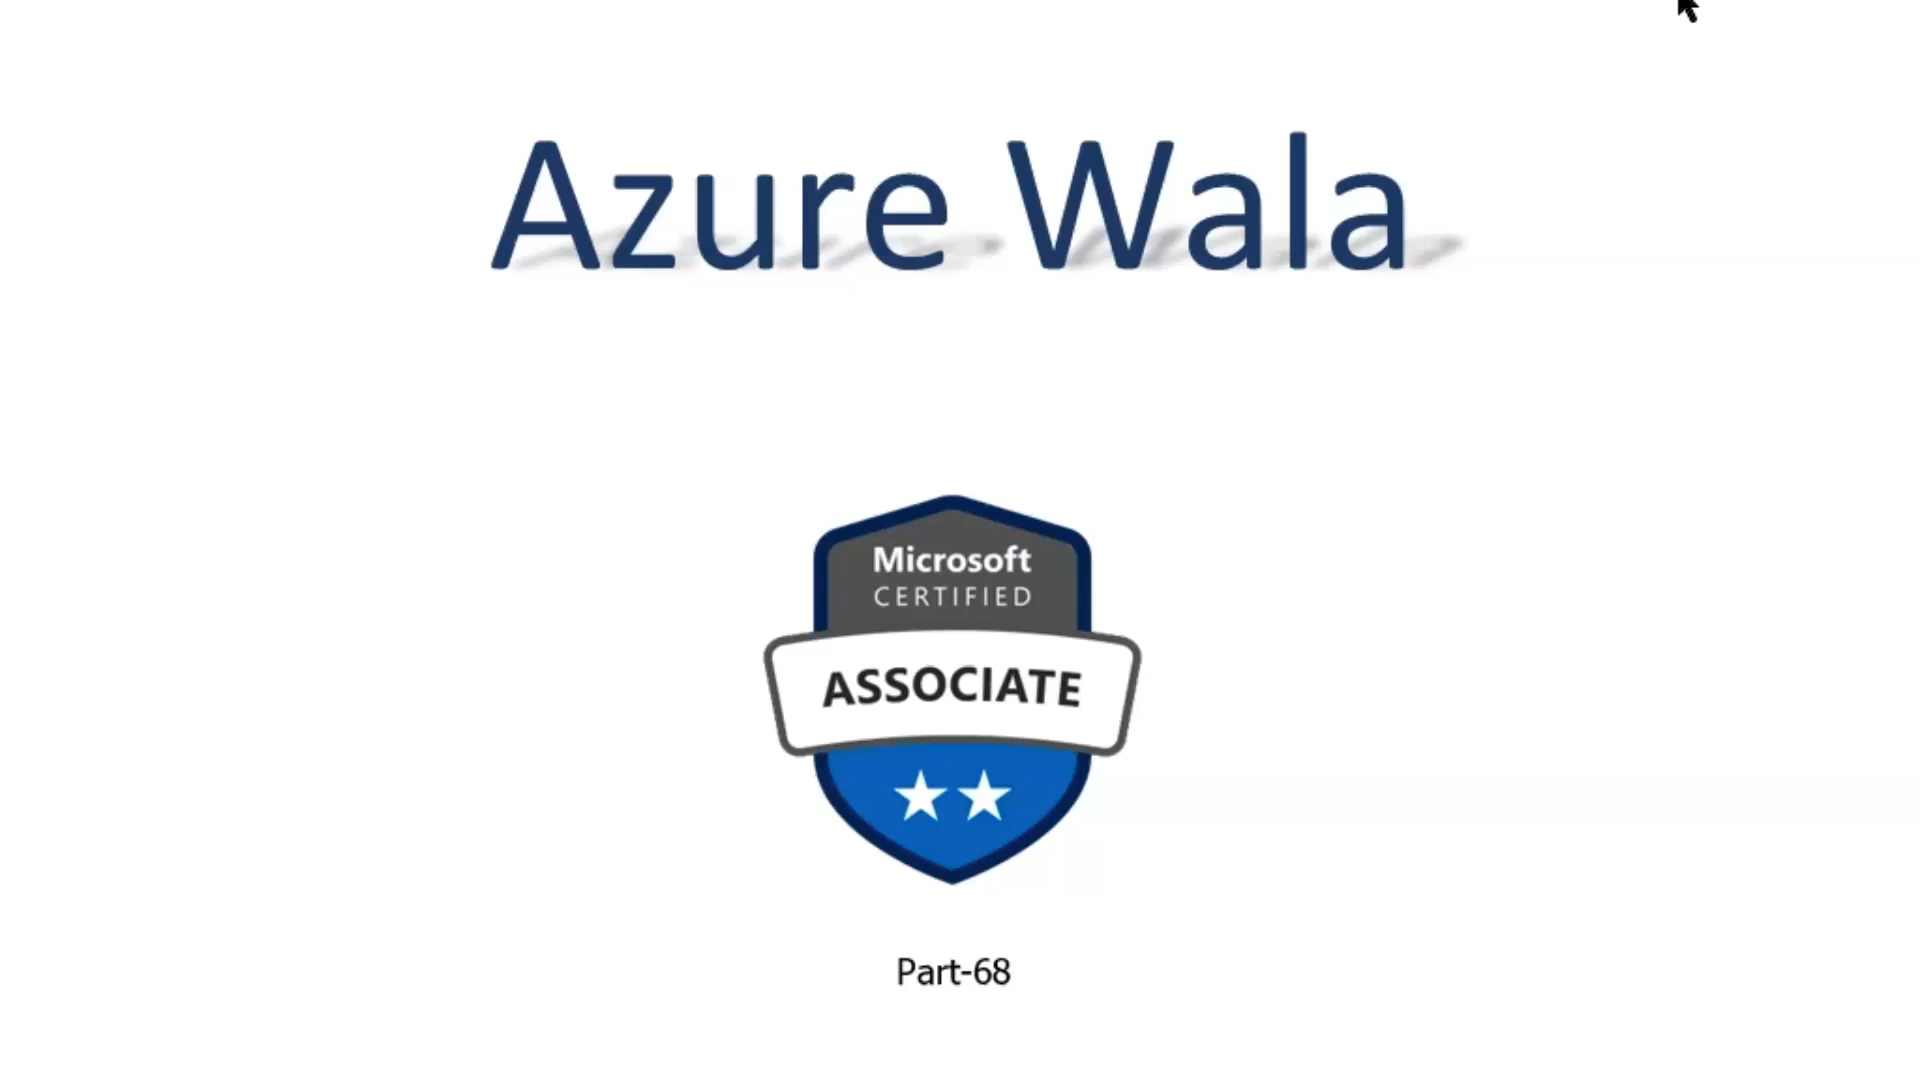 Azure Wala
Microsoft
CERTIFIED
ASSOCIATE
Part-68